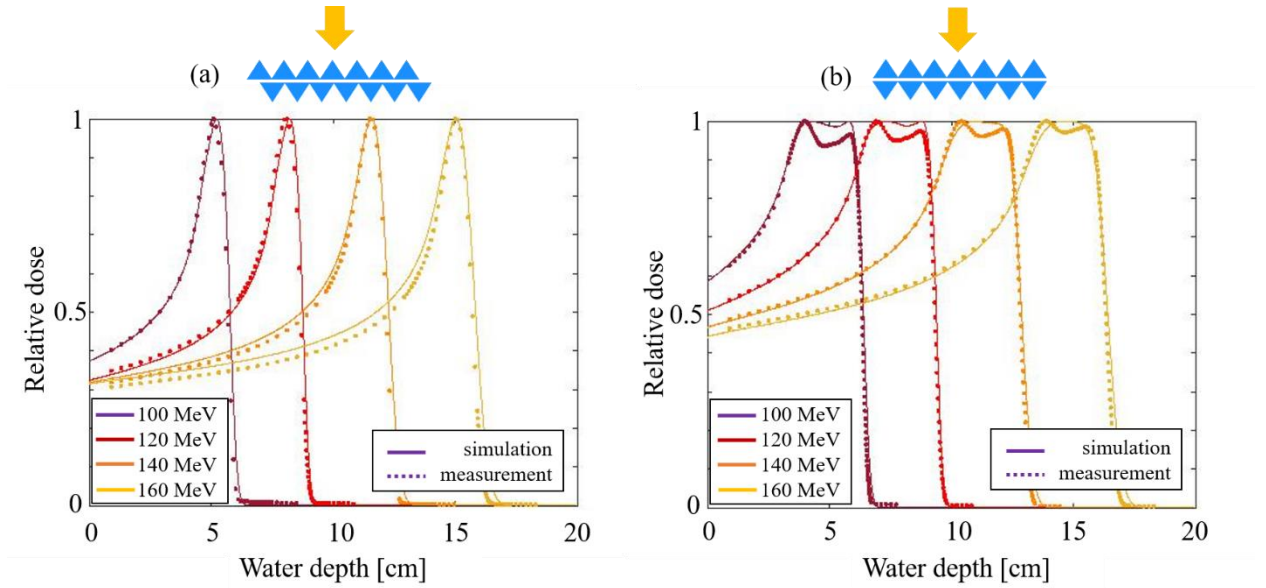 (a)
1
0.5
0
Relative dose
100 MeV
120 MeV
140 MeV
160 MeV
simulation
measurement
0
5
10
15
20
Water depth [cm]
(b)
1
0.5
0
Relative dose
100 MeV
120 MeV
140 MeV
160 MeV
simulation
measurement
0
5
10
15
20
Water depth [cm]